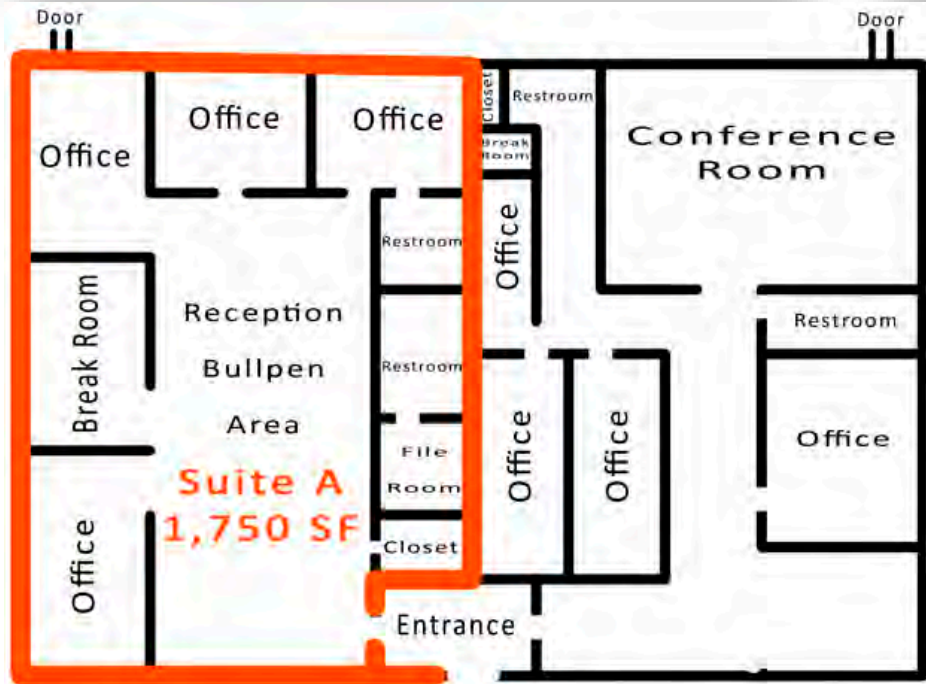 Door
Door
Office
Office
Office
Closet
Restroom
Conference
Room
Break
Room
Office
Restroom
Break Room
Reception
Bullpen
Area
Restroom
Restroom
Office
Office
Office
File
Room
Suite A
1,750 SF
Closet
Office
Entrance